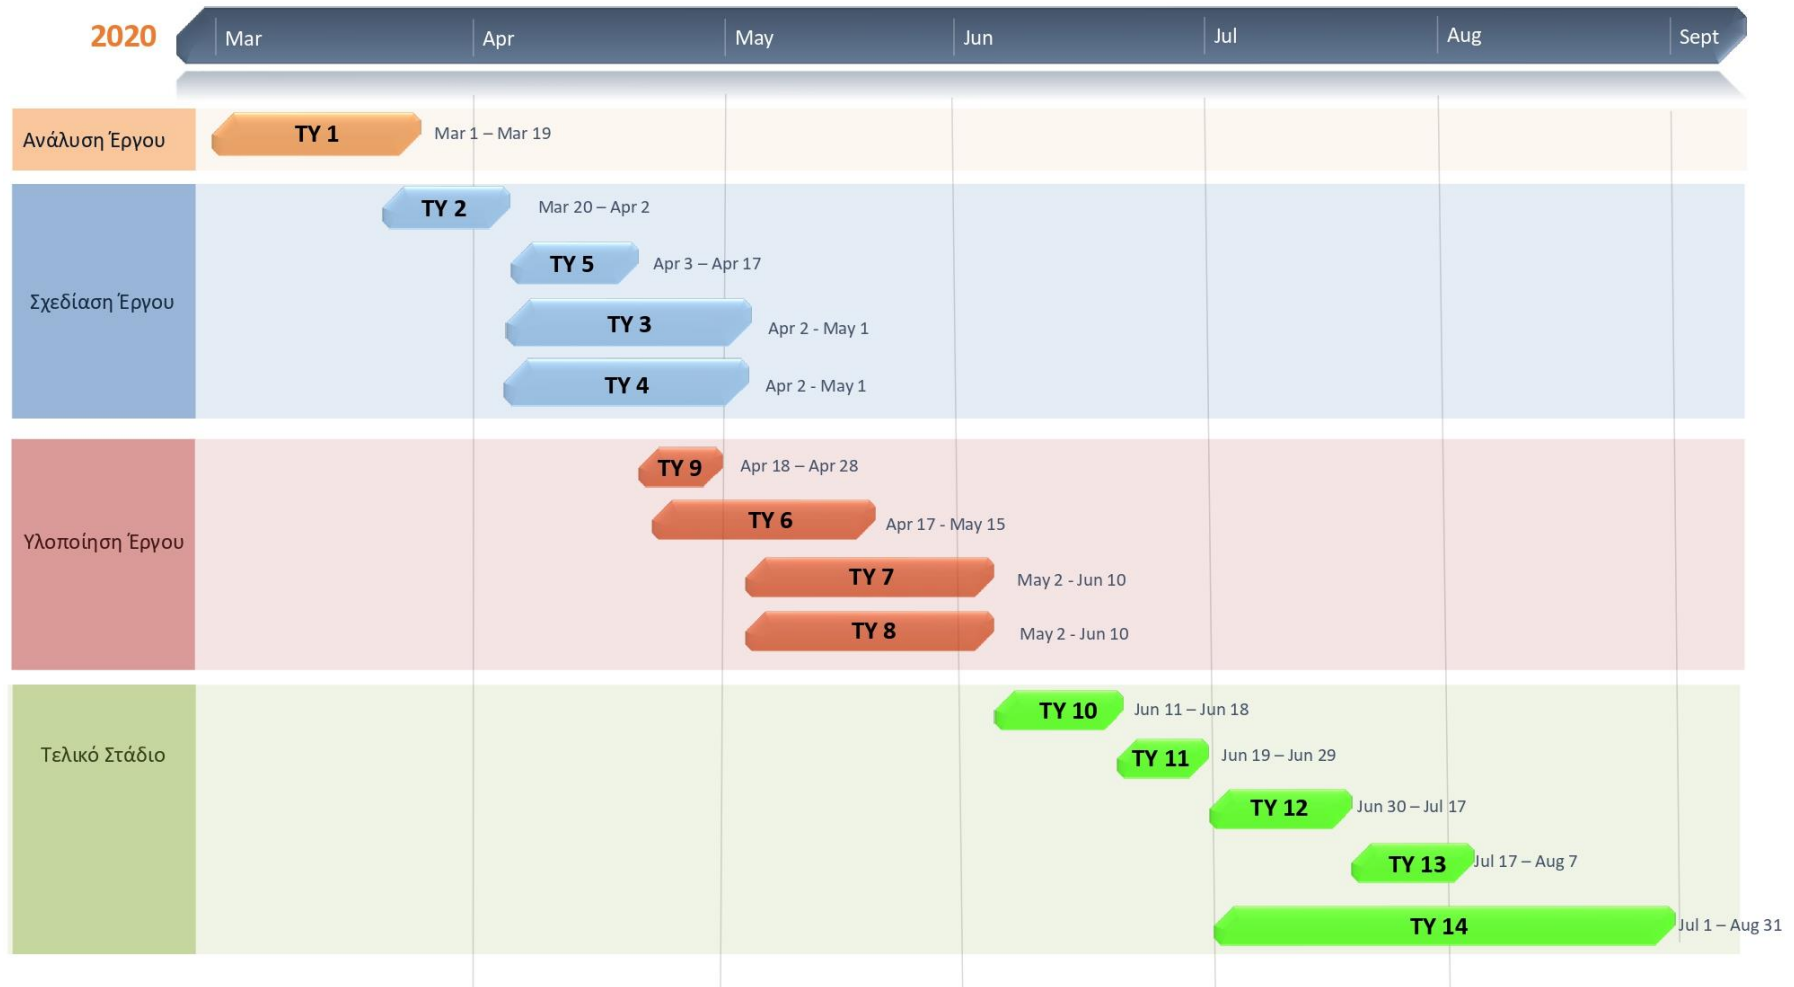 2020
Mar Apr May Jun Jul Aug Sept
Ανάλυση Έργου
TY 1 Mar 1 – Mar 19
Σχεδίαση Έργου
TY 2 Mar 20 – Apr 2
TY 5 Apr 3 – Apr 17
TY 3 Apr 2 - May 1
TY 4 Apr 2 - May 1
Υλοποίηση Έργου
TY 9 Apr 18 – Apr 28
TY 6 Apr 17 - May 15
TY 7 May 2 - Jun 10
TY 8 May 2 - Jun 10
Τελικό Στάδιο
TY 10 Jun 11 – Jun 18
TY 11 Jun 19 – Jun 29
TY 12 Jun 30 – Jul 17
TY 13 Jul 17 – Aug 7
TY 14 Jul 1 – Aug 31